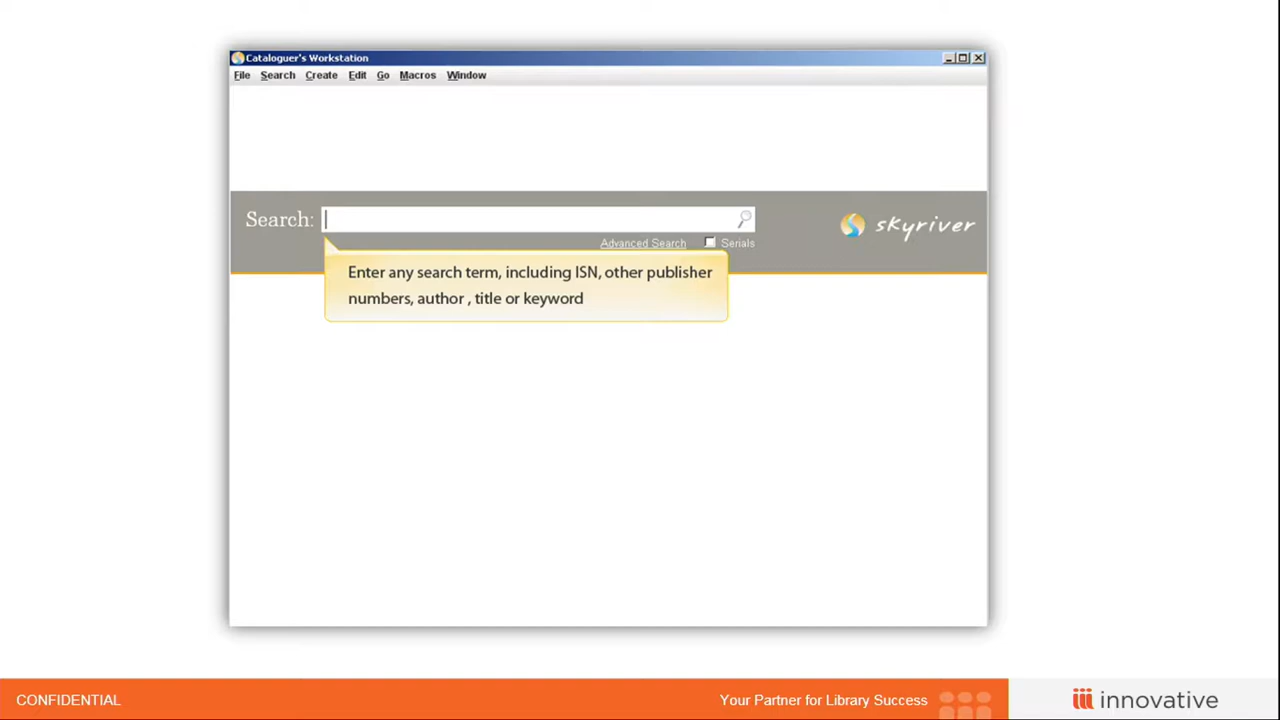 Cataloguer's Workstation
File Search Create Edit Go Macros Window
Search:
skyriver
Advanced Search Serials
Enter any search term, including ISN, other publisher
numbers, author , title or keyword
CONFIDENTIAL Your Partner for Library Success innovative